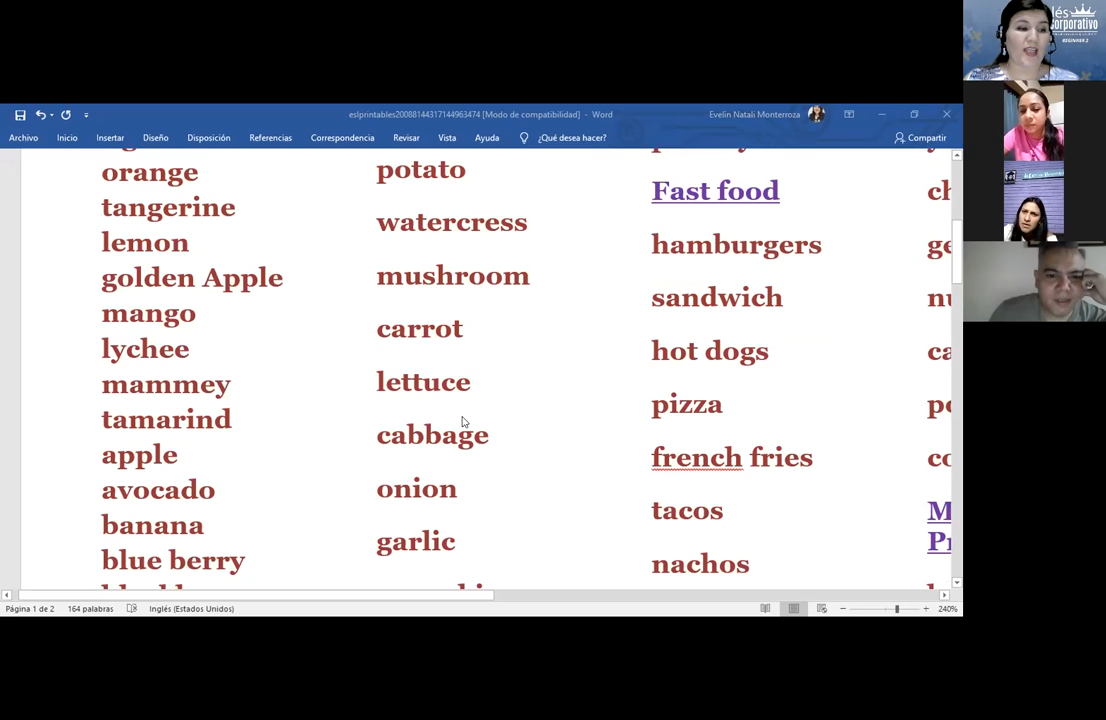 eslprintables20088144317144963474 [Modo de compatibilidad] - Word
Evelin Natali Monterroza
Archivo
Inicio
Insertar
Diseño
Disposición
Referencias
Correspondencia
Revisar
Vista
Ayuda
¿Qué desea hacer?
Compartir
orange
tangerine
lemon
golden Apple
mango
lychee
mammey
tamarind
apple
avocado
banana
blue berry
potato
watercress
mushroom
carrot
lettuce
cabbage
onion
garlic
Fast food
hamburgers
sandwich
hot dogs
pizza
french fries
tacos
nachos
Página 1 de 2
164 palabras
Inglés (Estados Unidos)
240%